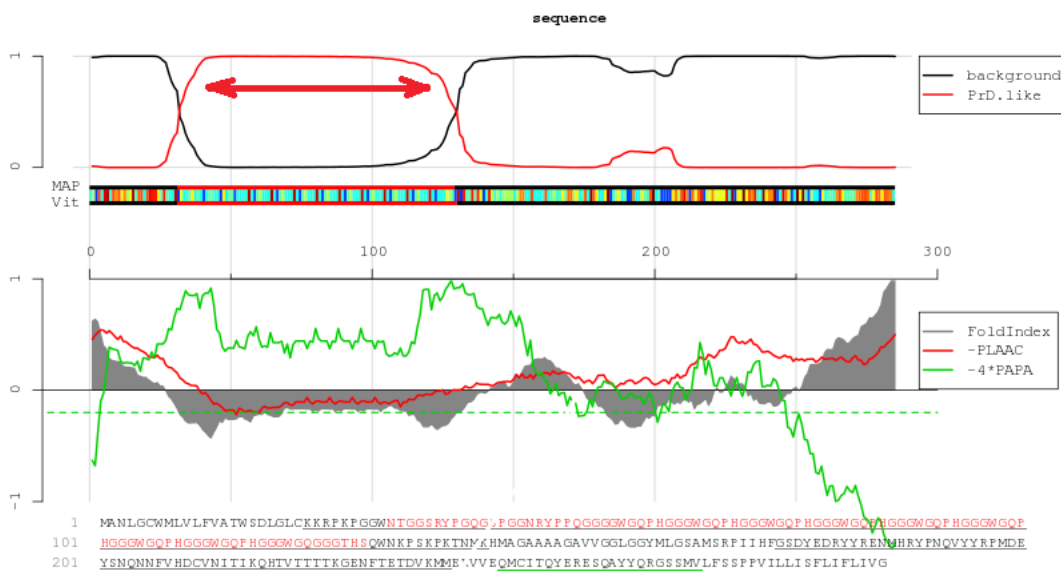 sequence
1
0
background
PrD.like
MAP
Vit
0 100 200 300
1
0
-1
FoldIndex
-PLAAC
-4*PAPA
1 MANLGCWMLVLFVATWSDLGLCKKRPKPGGWNTGGSRYPGQG PGGNRYPPQGGGGWGQPHGGGWGQPHGGGWGQPHGGGWGQPHGGGWGQPHGGGWGQP
101 HGGGWGQPHGGGWGQPHGGGWGQGGGTHSQWNKPSKPKTN KHMAGAAAAGAVVGGLGGYMLGSAMSRPIIHFGSDYEDRYYRENMHRYPNQVYYRPMDE
201 YSNQNNFVHDCVNITIKQHTVTTTTKGENFTETDVKMME VVEQMCITQYERESQAYYQRGSSMVLFSSPPVILLISFLIFLIVG